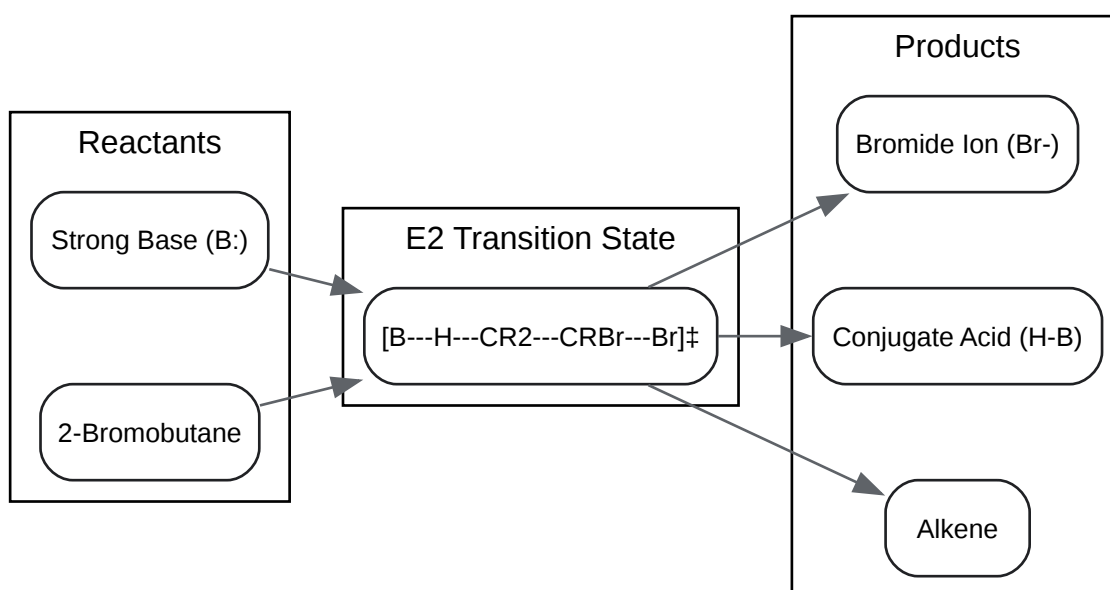 Reactants
Strong Base (B:)
2-Bromobutane
E2 Transition State
[B---H---CR2---CRBr---Br]‡
Products
Bromide Ion (Br-)
Conjugate Acid (H-B)
Alkene